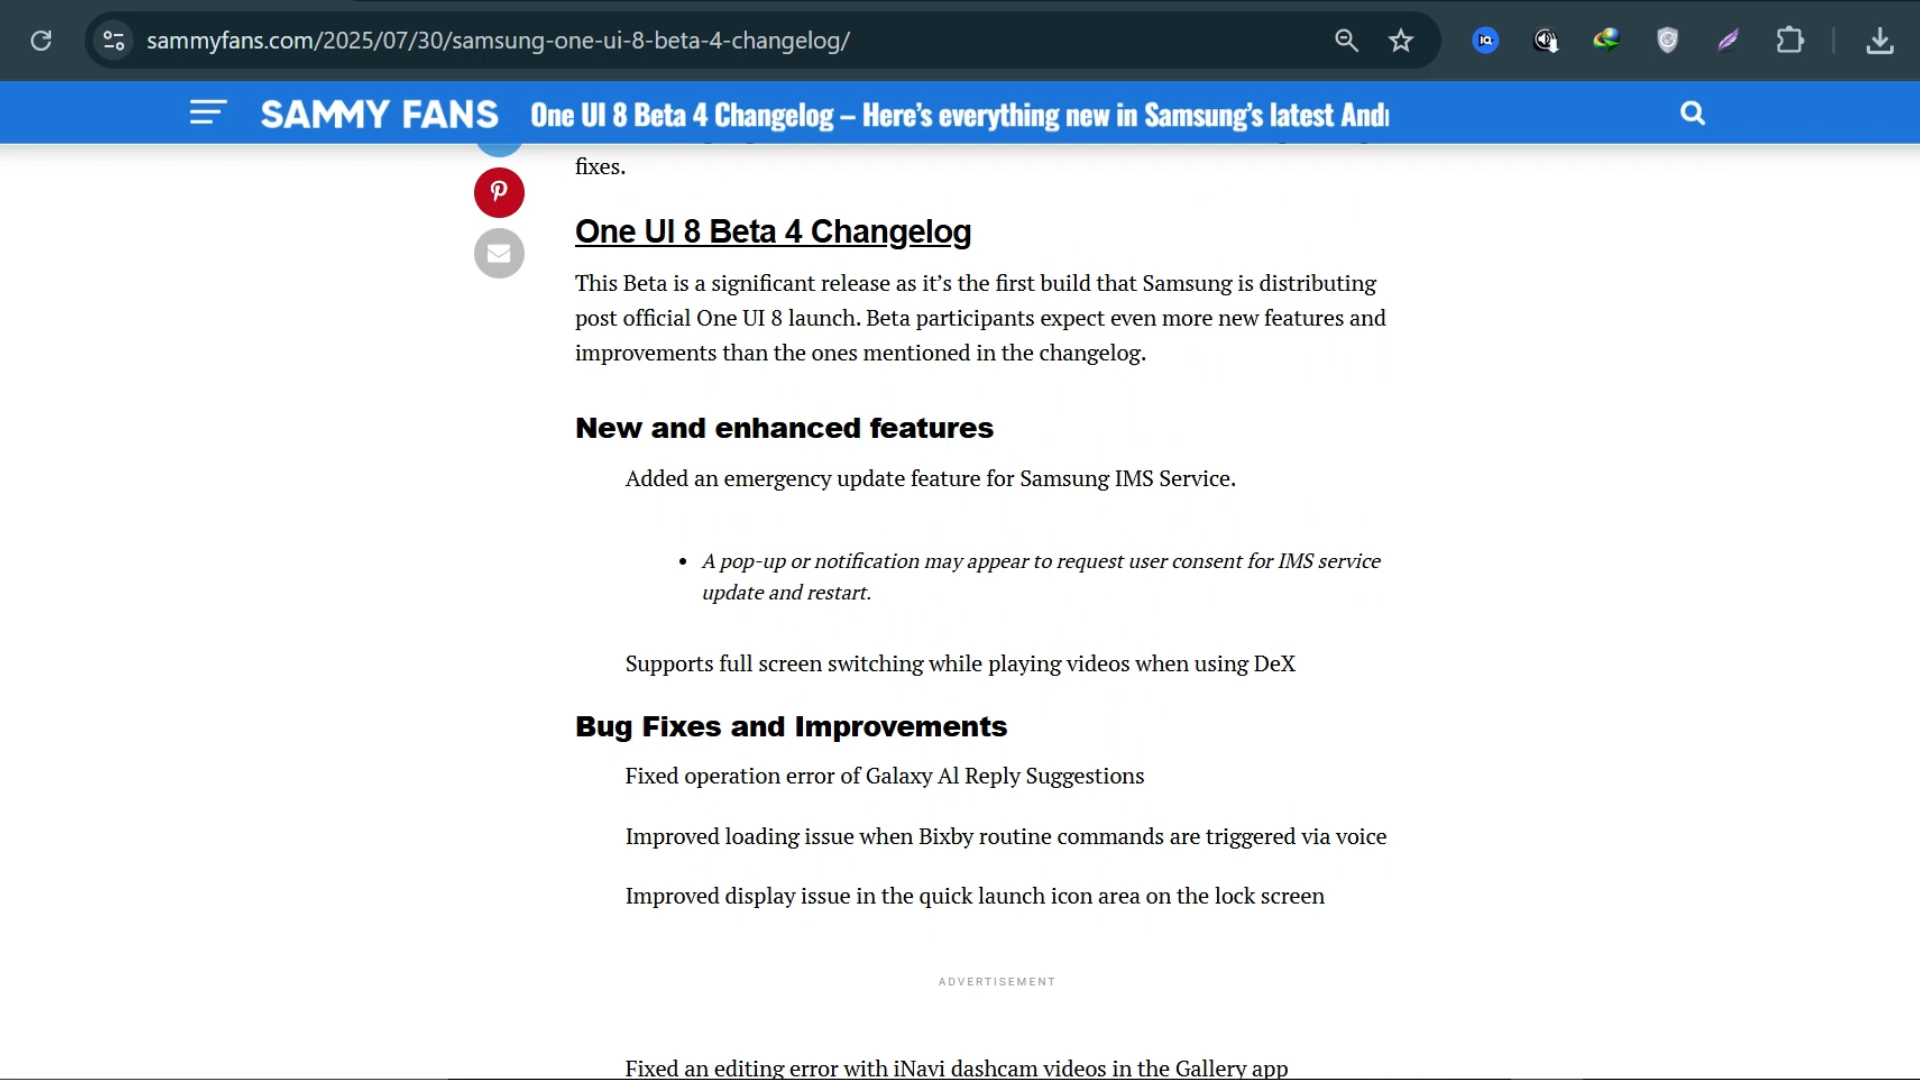 sammyfans.com/2025/07/30/samsung-one-ui-8-beta-4-changelog/
IQ
SAMMY FANS
One UI 8 Beta 4 Changelog – Here’s everything new in Samsung’s latest
fixes.
One UI 8 Beta 4 Changelog
This Beta is a significant release as it’s the first build that Samsung is distributing
post official One UI 8 launch. Beta participants expect even more new features and
improvements than the ones mentioned in the changelog.
New and enhanced features
Added an emergency update feature for Samsung IMS Service.
• A pop-up or notification may appear to request user consent for IMS service
update and restart.
Supports full screen switching while playing videos when using DeX
Bug Fixes and Improvements
Fixed operation error of Galaxy Al Reply Suggestions
Improved loading issue when Bixby routine commands are triggered via voice
Improved display issue in the quick launch icon area on the lock screen
ADVERTISEMENT
Fixed an editing error with iNavi dashcam videos in the Gallery app